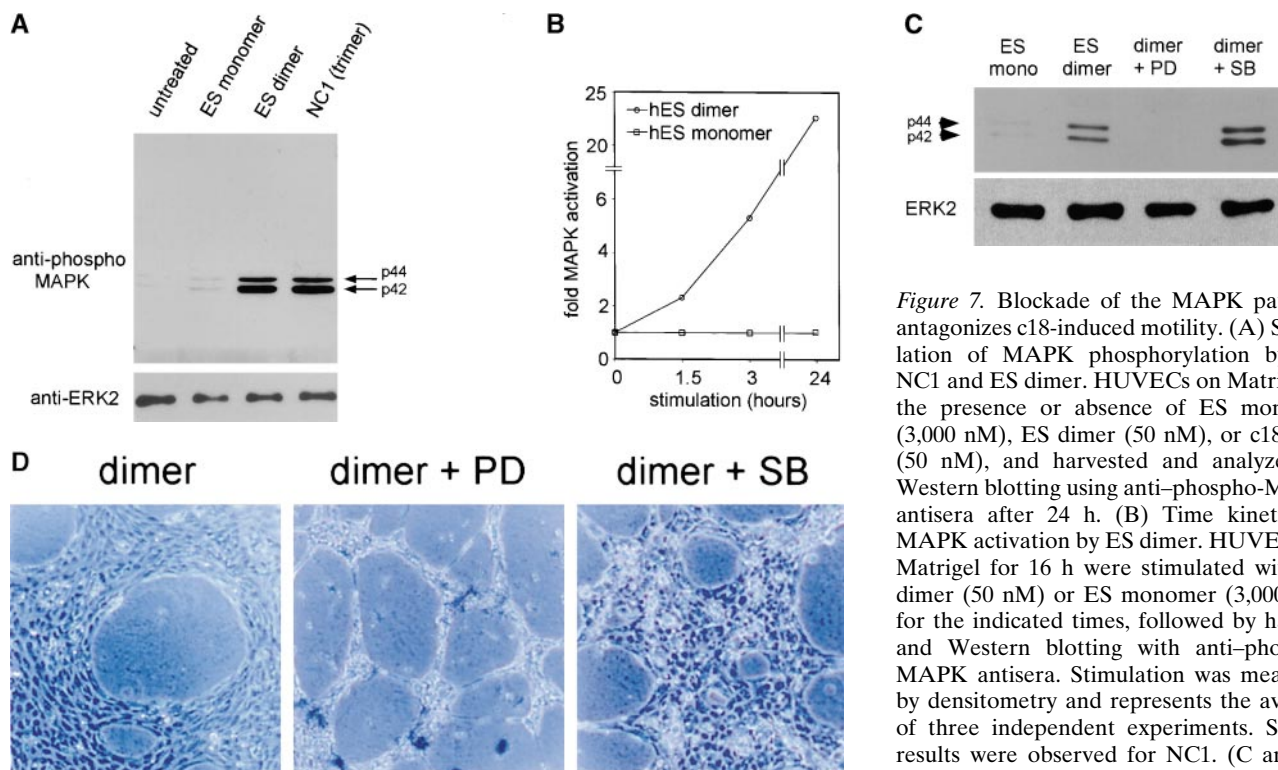 A
untreated
ES monomer
ES dimer
NC1 (trimer)
anti-phospho
MAPK
p44
p42
anti-ERK2
B
25
20
6
4
2
0
fold MAPK activation
hES dimer
hES monomer
0 1.5 3 24
stimulation (hours)
C
ES mono
ES dimer
dimer + PD
dimer + SB
p44
p42
ERK2
D
dimer
dimer + PD
dimer + SB
Figure 7. Blockade of the MAPK pa
antagonizes c18-induced motility. (A) S
lation of MAPK phosphorylation b
NC1 and ES dimer. HUVECs on Matri
the presence or absence of ES mon
(3,000 nM), ES dimer (50 nM), or c18
(50 nM), and harvested and analyze
Western blotting using anti–phospho-M
antisera after 24 h. (B) Time kinet
MAPK activation by ES dimer. HUVE
Matrigel for 16 h were stimulated wi
dimer (50 nM) or ES monomer (3,000
for the indicated times, followed by h
and Western blotting with anti–pho
MAPK antisera. Stimulation was mea
by densitometry and represents the av
of three independent experiments. S
results were observed for NC1. (C a